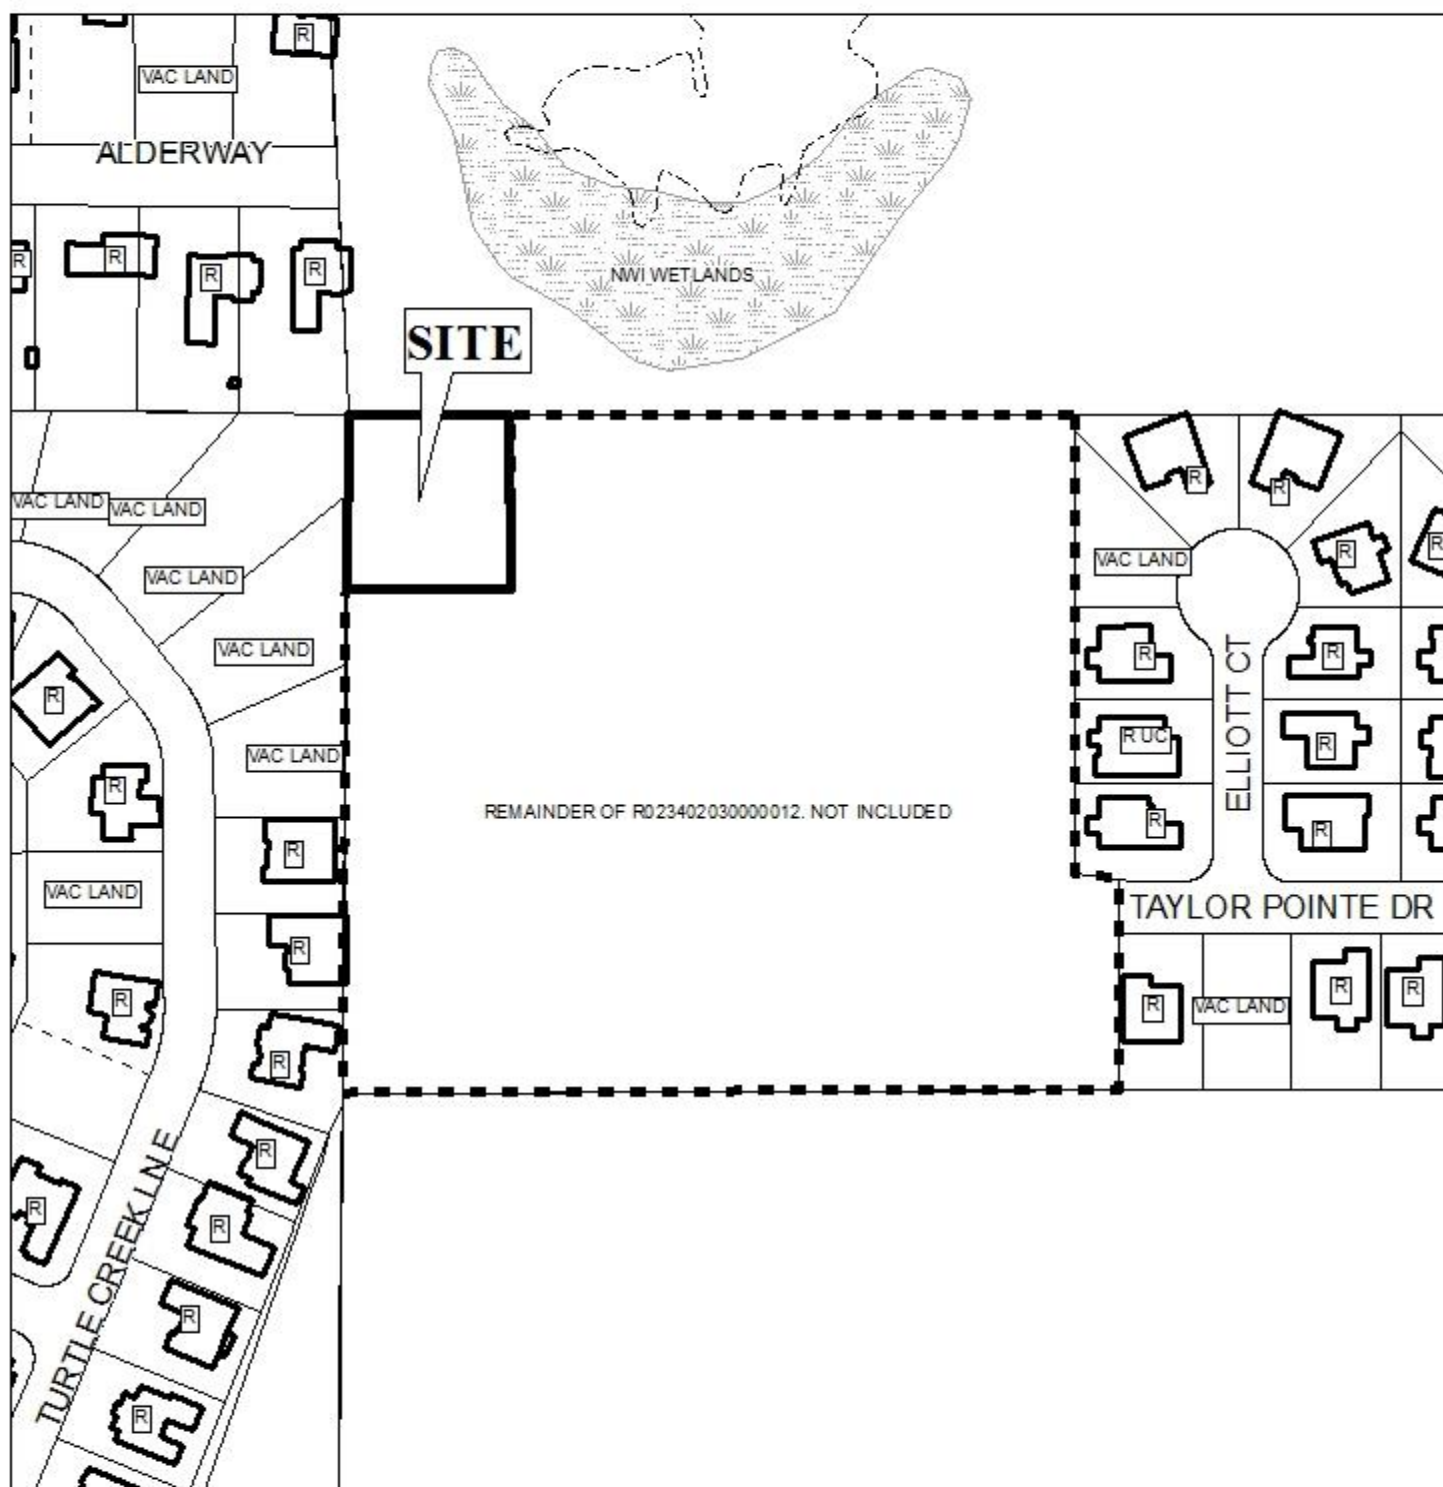 R
VAC LAND
ALDERWAY
R
R
R
R
NWI WETLANDS
SITE
R
R
VAC LAND
VAC LAND
R
R
VAC LAND
VAC LAND
VAC LAND
R
R
ELLIOTT CT
R
R UC
R
VAC LAND
R
REMAINDER OF R023402030000012. NOT INCLUDED
R
R
R
VAC LAND
TAYLOR POINTE DR
R
R
R
VAC LAND
R
R
R
R
TURTLE CREEK LN E
R
R
R
R
R